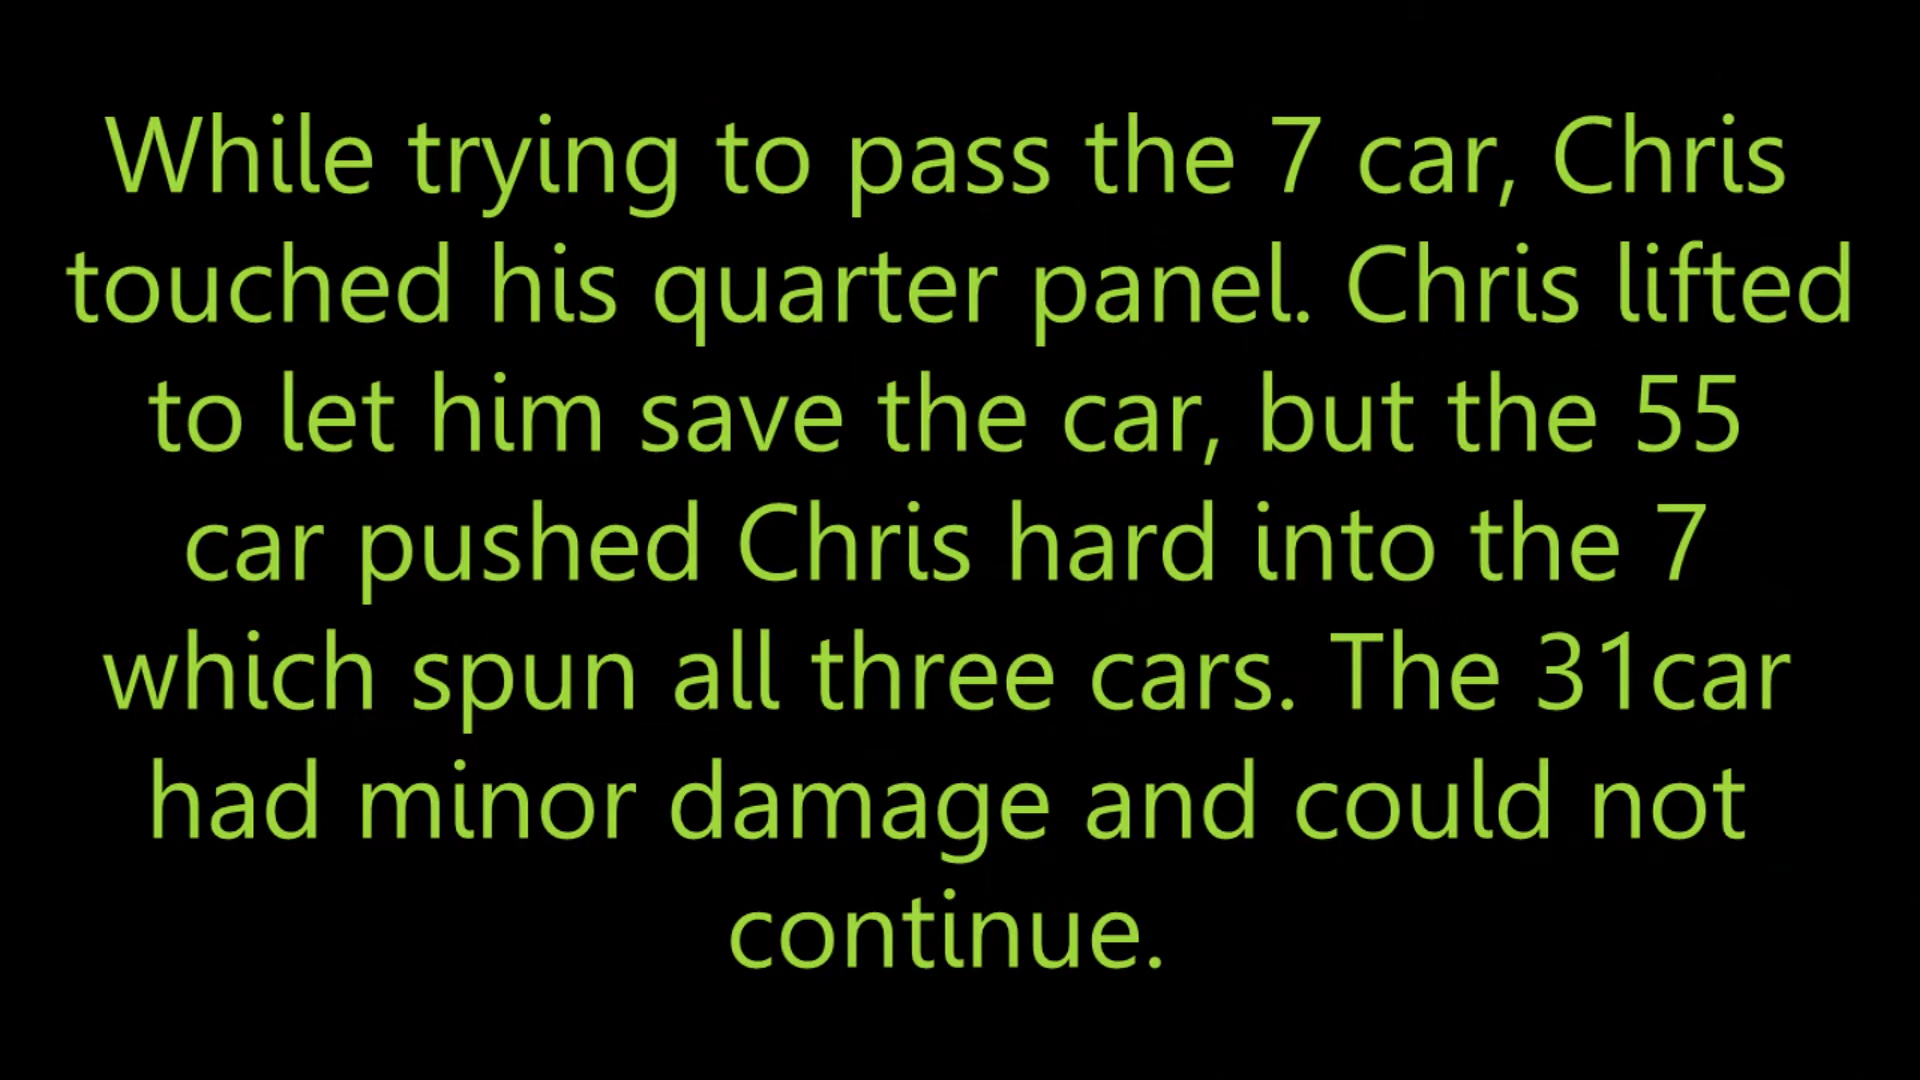 While trying to pass the 7 car, Chris
touched his quarter panel. Chris lifted
to let him save the car, but the 55
car pushed Chris hard into the 7
which spun all three cars. The 31car
had minor damage and could not
continue.